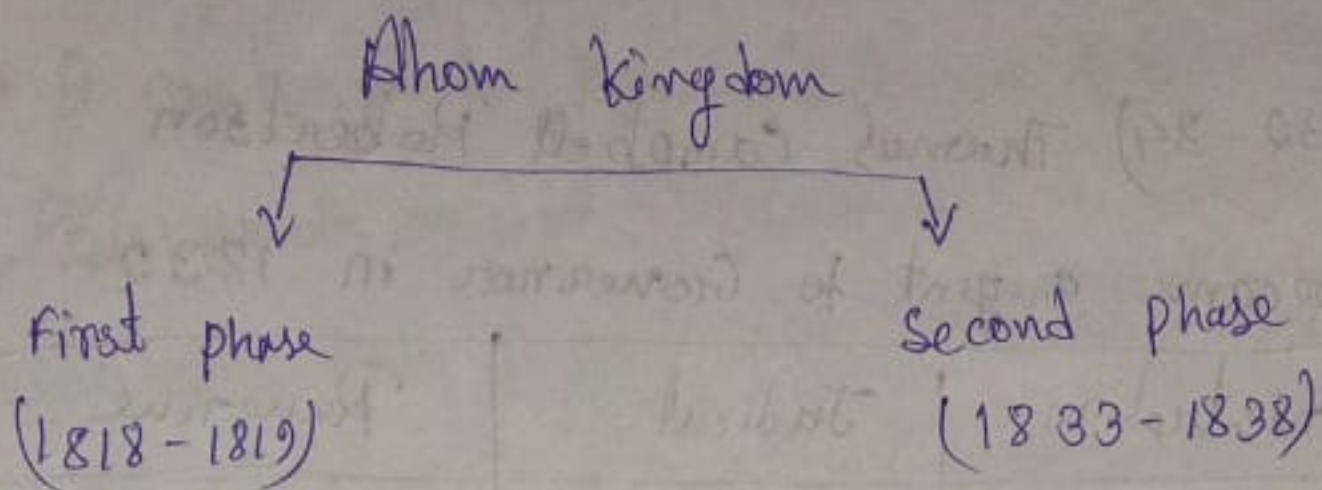 Ahom Kingdom
First phase
Second phase
(1818-1819)
(1833-1838)